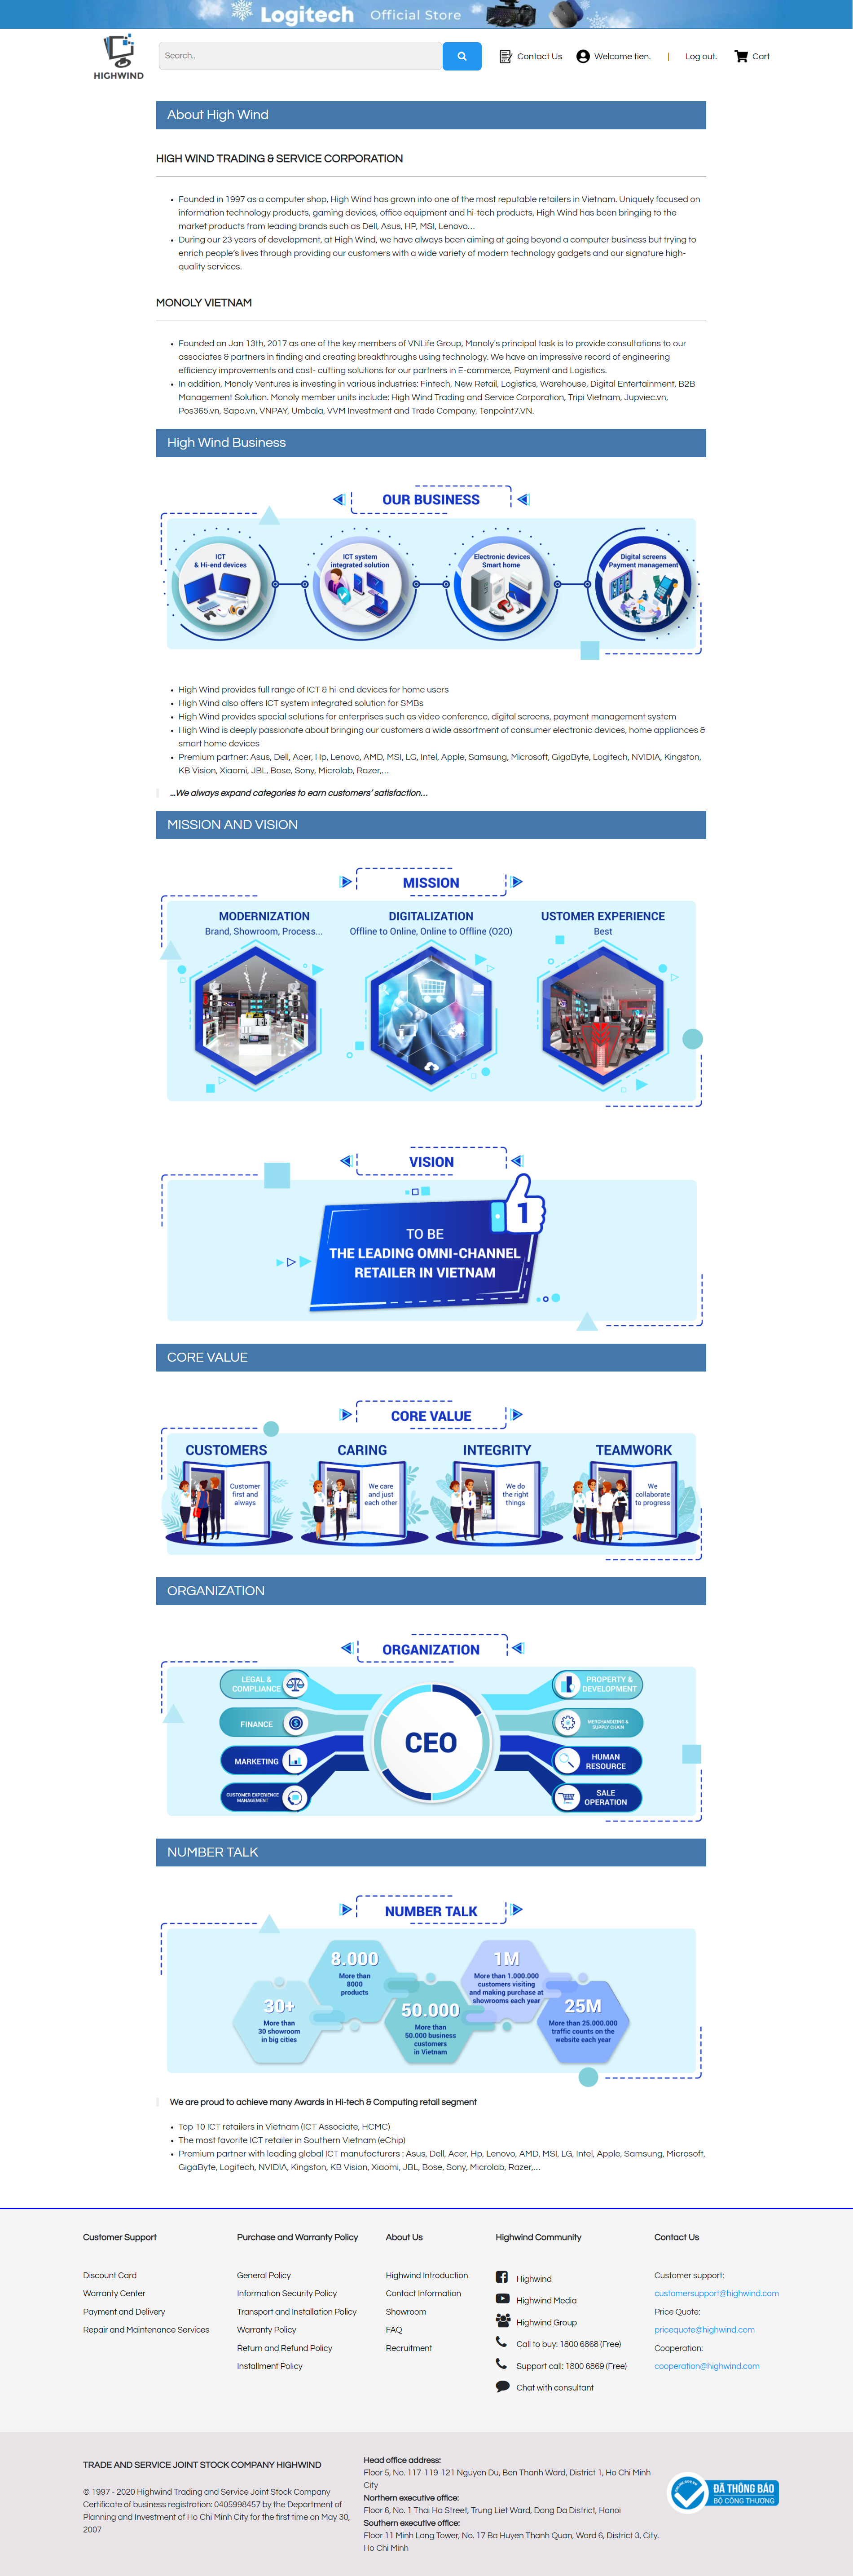 Logitech Official Store
HIGHWIND
Search..
Contact Us
Welcome tien.
|
Log out.
Cart
About High Wind
HIGH WIND TRADING & SERVICE CORPORATION
Founded in 1997 as a computer shop, High Wind has grown into one of the most reputable retailers in Vietnam. Uniquely focused on
information technology products, gaming devices, office equipment and hi-tech products, High Wind has been bringing to the
market products from leading brands such as Dell, Asus, HP, MSI, Lenovo…
During our 23 years of development, at High Wind, we have always been aiming at going beyond a computer business but trying to
enrich people's lives through providing our customers with a wide variety of modern technology gadgets and our signature high-
quality services.
MONOLY VIETNAM
Founded on Jan 13th, 2017 as one of the key members of VNLife Group, Monoly's principal task is to provide consultations to our
associates & partners in finding and creating breakthroughs using technology. We have an impressive record of engineering
efficiency improvements and cost- cutting solutions for our partners in E-commerce, Payment and Logistics.
In addition, Monoly Ventures is investing in various industries: Fintech, New Retail, Logistics, Warehouse, Digital Entertainment, B2B
Management Solution. Monoly member units include: High Wind Trading and Service Corporation, Tripi Vietnam, Jupviec.vn,
Pos365.vn, Sapo.vn, VNPAY, Umbala, VVM Investment and Trade Company, Tenpoint7.VN.
High Wind Business
OUR BUSINESS
ICT
& Hi-end devices
ICT system
integrated solution
Electronic devices
Smart home
Digital screens
Payment management
High Wind provides full range of ICT & hi-end devices for home users
High Wind also offers ICT system integrated solution for SMBs
High Wind provides special solutions for enterprises such as video conference, digital screens, payment management system
High Wind is deeply passionate about bringing our customers a wide assortment of consumer electronic devices, home appliances &
smart home devices
Premium partner: Asus, Dell, Acer, Hp, Lenovo, AMD, MSI, LG, Intel, Apple, Samsung, Microsoft, GigaByte, Logitech, NVIDIA, Kingston,
KB Vision, Xiaomi, JBL, Bose, Sony, Microlab, Razer,…
...We always expand categories to earn customers' satisfaction…
MISSION AND VISION
MISSION
MODERNIZATION
Brand, Showroom, Process...
DIGITALIZATION
Offline to Online, Online to Offline (O2O)
USTOMER EXPERIENCE
Best
VISION
1
TO BE
THE LEADING OMNI-CHANNEL
RETAILER IN VIETNAM
CORE VALUE
CORE VALUE
CUSTOMERS
Customer
first and
always
CARING
We care
and just
each other
INTEGRITY
We do
the right
things
TEAMWORK
We
collaborate
to progress
ORGANIZATION
ORGANIZATION
LEGAL &
COMPLIANCE
FINANCE
MARKETING
CUSTOMER EXPERIENCE
MANAGEMENT
CEO
PROPERTY &
DEVELOPMENT
MERCHANDIZING &
SUPPLY CHAIN
HUMAN
RESOURCE
SALE
OPERATION
NUMBER TALK
NUMBER TALK
30+
More than
30 showroom
in big cities
8.000
More than
8000
products
50.000
More than
50.000 business
customers
in Vietnam
1M
More than 1.000.000
customers visiting
and making purchase at
showrooms each year
25M
More than 25.000.000
traffic counts on the
website each year
We are proud to achieve many Awards in Hi-tech & Computing retail segment
Top 10 ICT retailers in Vietnam (ICT Associate, HCMC)
The most favorite ICT retailer in Southern Vietnam (eChip)
Premium partner with leading global ICT manufacturers : Asus, Dell, Acer, Hp, Lenovo, AMD, MSI, LG, Intel, Apple, Samsung, Microsoft,
GigaByte, Logitech, NVIDIA, Kingston, KB Vision, Xiaomi, JBL, Bose, Sony, Microlab, Razer,…
Customer Support
Discount Card
Warranty Center
Payment and Delivery
Repair and Maintenance Services
Purchase and Warranty Policy
General Policy
Information Security Policy
Transport and Installation Policy
Warranty Policy
Return and Refund Policy
Installment Policy
About Us
Highwind Introduction
Contact Information
Showroom
FAQ
Recruitment
Highwind Community
Highwind
Highwind Media
Highwind Group
Call to buy: 1800 6868 (Free)
Support call: 1800 6869 (Free)
Chat with consultant
Contact Us
Customer support:
customersupport@highwind.com
Price Quote:
pricequote@highwind.com
Cooperation:
cooperation@highwind.com
TRADE AND SERVICE JOINT STOCK COMPANY HIGHWIND
© 1997 - 2020 Highwind Trading and Service Joint Stock Company
Certificate of business registration: 0405998457 by the Department of
Planning and Investment of Ho Chi Minh City for the first time on May 30,
2007
Head office address:
Floor 5, No. 117-119-121 Nguyen Du, Ben Thanh Ward, District 1, Ho Chi Minh
City
Northern executive office:
Floor 6, No. 1 Thai Ha Street, Trung Liet Ward, Dong Da District, Hanoi
Southern executive office:
Floor 11 Minh Long Tower, No. 17 Ba Huyen Thanh Quan, Ward 6, District 3, City.
Ho Chi Minh
ĐÃ THÔNG BÁO
BỘ CÔNG THƯƠNG